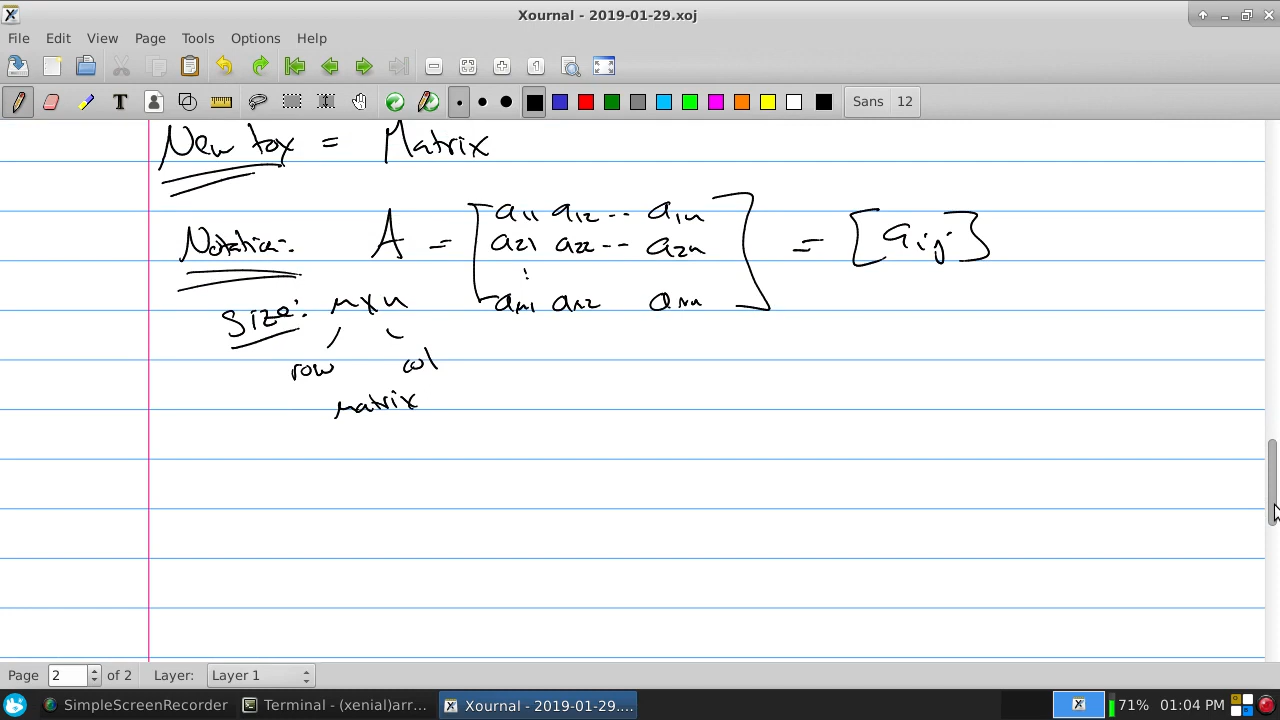 Xournal - 2019-01-29.xoj
File Edit View Page Tools Options Help
Sans 12
New toy = Matrix
Notation: A = [a11 a12 ... a1n
a21 a22 ... a2n
⋮
am1 am2 amn] = [aij]
Size: m x n
row col
matrix
Page 2 of 2 Layer: Layer 1
SimpleScreenRecorder Terminal - (xenial)arr... Xournal - 2019-01-29.... 71% 01:04 PM